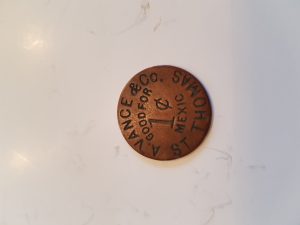 A.VANCE & CO.
ST THOMAS
GOOD FOR
1¢
MEXIC